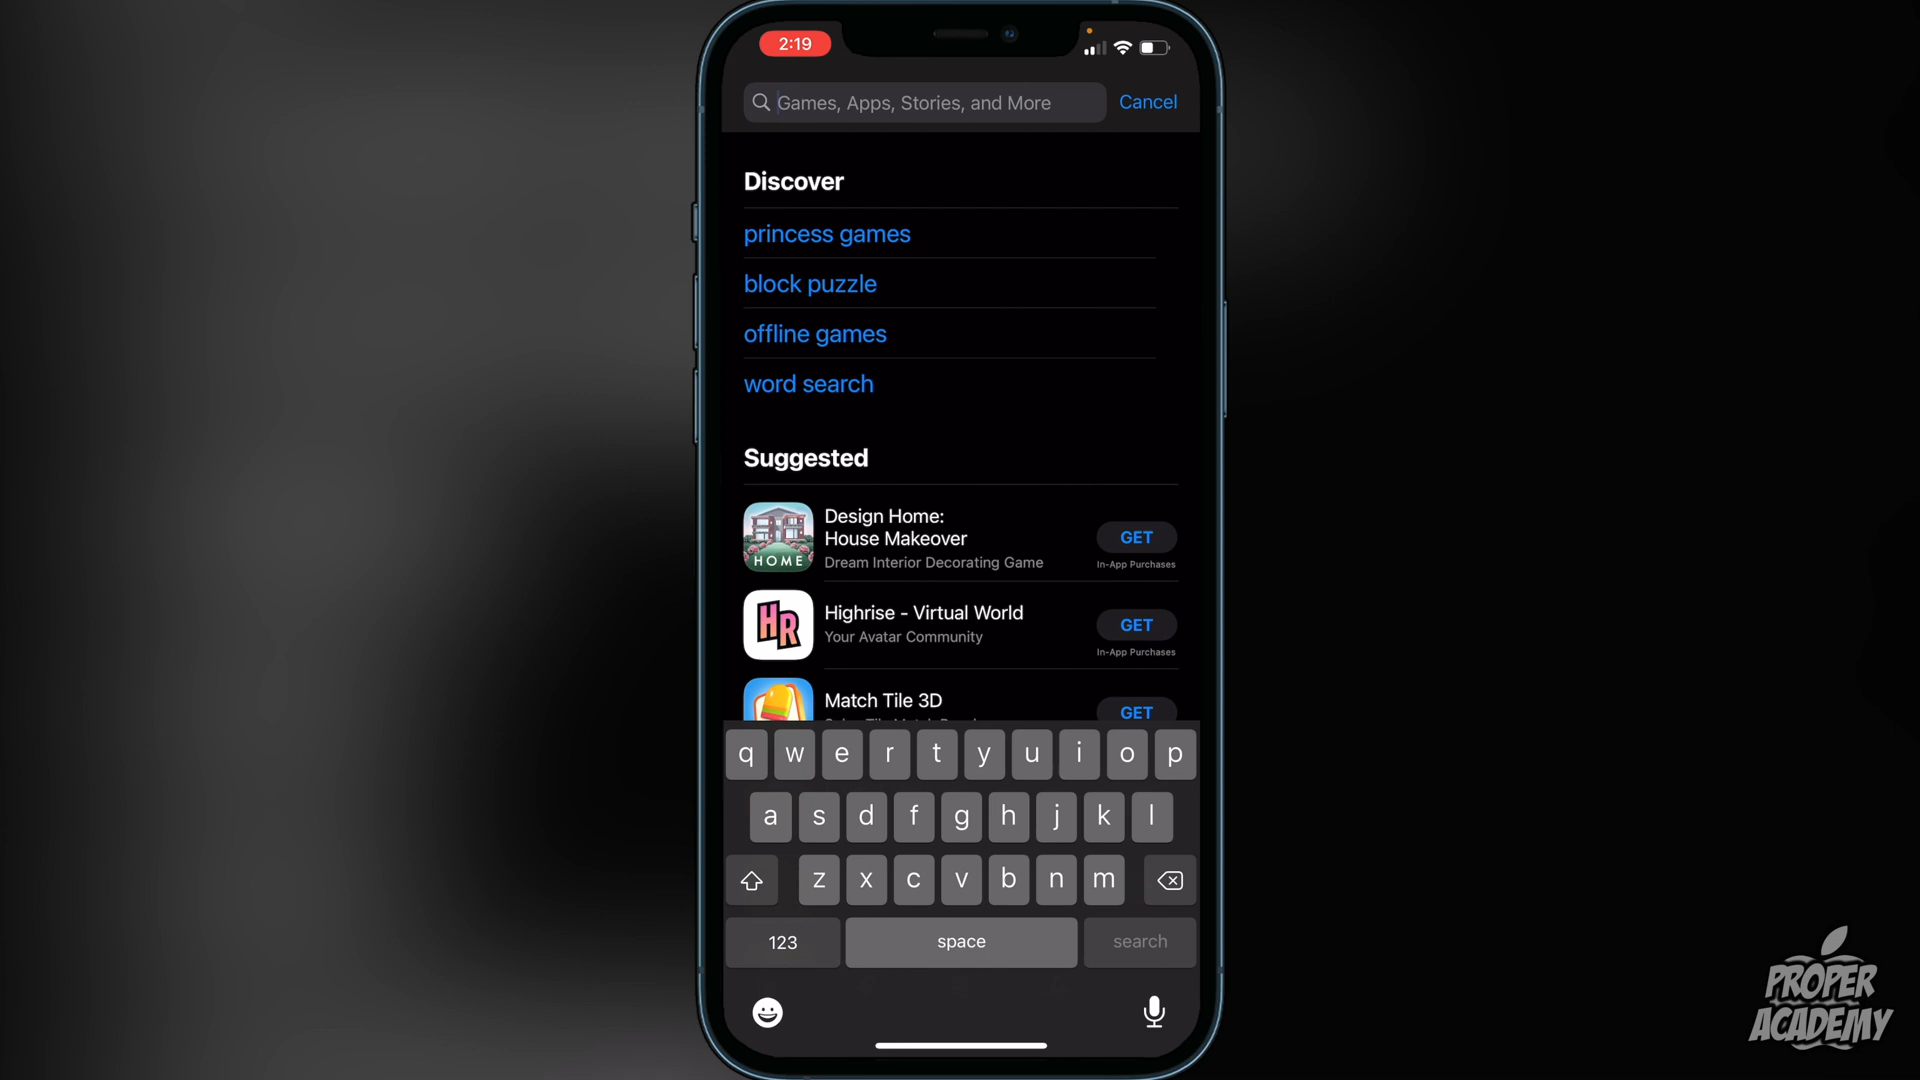 2:19
Games, Apps, Stories, and More
Cancel
Discover
princess games
block puzzle
offline games
word search
Suggested
HOME
Design Home:
House Makeover
Dream Interior Decorating Game
GET
In-App Purchases
HR
Highrise - Virtual World
Your Avatar Community
GET
In-App Purchases
Match Tile 3D
GET
q w e r t y u i o p
a s d f g h j k l
z x c v b n m
123 space search
PROPER
ACADEMY